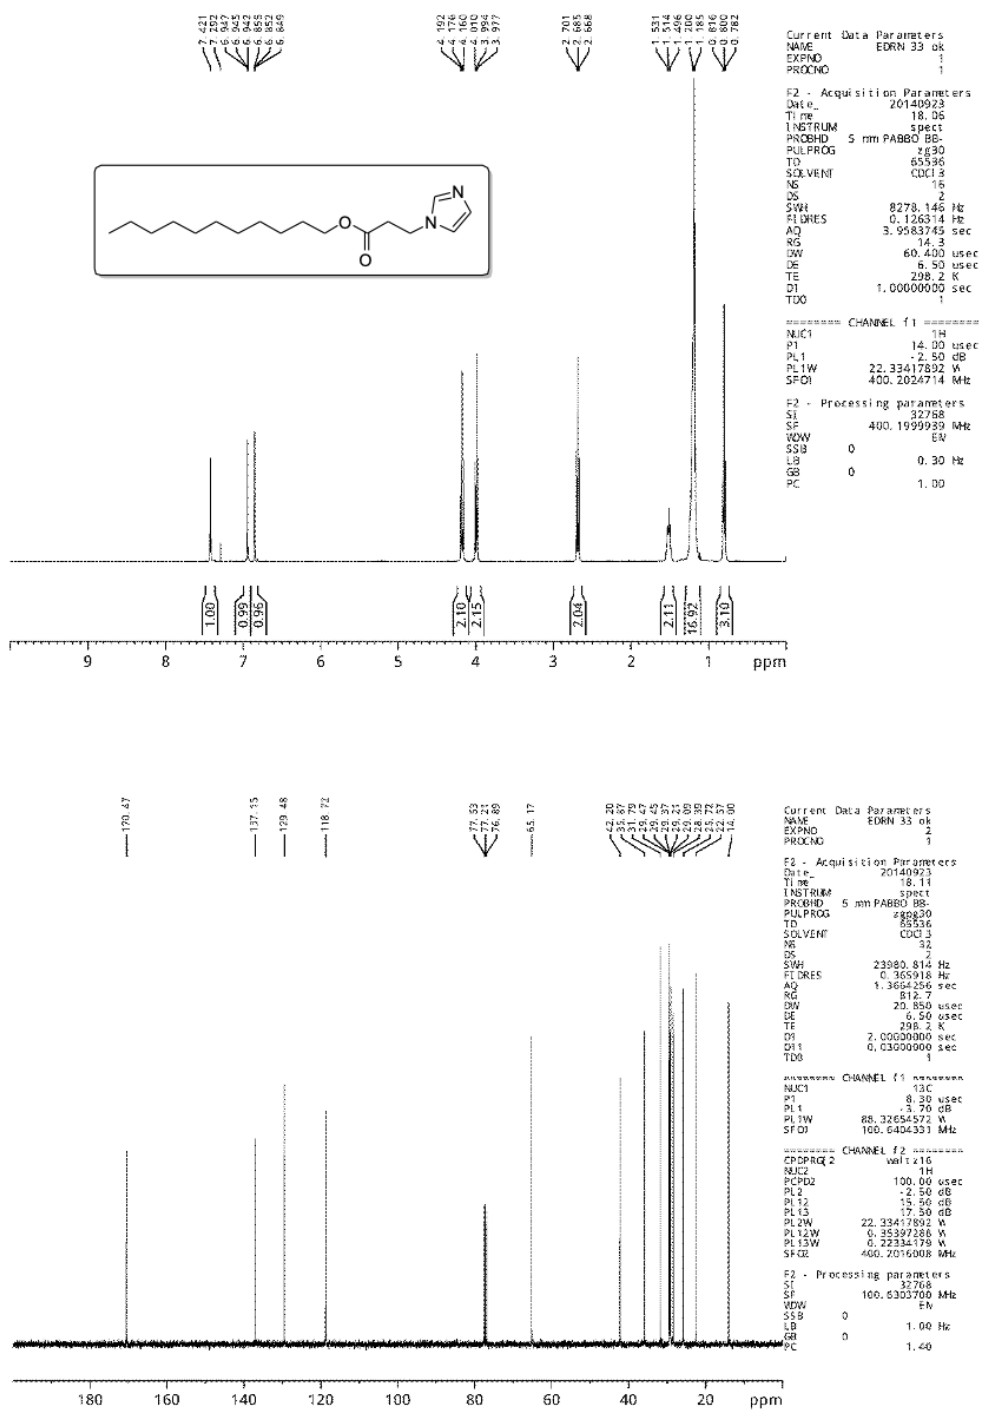 7.421
7.292
6.947
6.945
6.942
6.855
6.852
6.849
4.192
4.176
4.160
4.010
3.994
3.977
2.701
2.685
2.668
1.531
1.514
1.496
1.200
1.185
0.816
0.800
0.782
Current Data Parameters
NAME EDRN 33 ok
EXPNO 1
PROCNO 1
F2 - Acquisition Parameters
Date_ 20140923
Time 18.06
INSTRUM spect
PROBHD 5 mm PABBO BB-
PULPROG zg30
TD 65536
SOLVENT CDCl3
NS 16
DS 2
SWH 8278.146 Hz
FIDRES 0.126314 Hz
AQ 3.9583745 sec
RG 14.3
DW 60.400 usec
DE 6.50 usec
TE 298.2 K
D1 1.00000000 sec
TD0 1
======== CHANNEL f1 ========
NUC1 1H
P1 14.00 usec
PL1 -2.50 dB
PL1W 22.33417892 W
SFO1 400.2024714 MHz
F2 - Processing parameters
SI 32768
SF 400.1999939 MHz
WDW EM
SSB 0
LB 0.30 Hz
GB 0
PC 1.00
O
O
N
N
1.00
0.99
0.96
2.10
2.15
2.04
2.11
16.92
3.10
9 8 7 6 5 4 3 2 1 ppm
170.47
137.15
129.48
118.72
77.53
77.21
76.89
65.17
42.20
35.87
31.79
29.47
29.45
29.37
29.21
29.09
28.39
25.72
22.57
14.00
Current Data Parameters
NAME EDRN 33 ok
EXPNO 2
PROCNO 1
F2 - Acquisition Parameters
Date_ 20140923
Time 18.11
INSTRUM spect
PROBHD 5 mm PABBO BB-
PULPROG zgpg30
TD 65536
SOLVENT CDCl3
NS 32
DS 2
SWH 23980.814 Hz
FIDRES 0.365918 Hz
AQ 1.3664256 sec
RG 812.7
DW 20.850 usec
DE 6.50 usec
TE 298.2 K
D1 2.00000000 sec
D11 0.03000000 sec
TD0 1
======== CHANNEL f1 ========
NUC1 13C
P1 8.30 usec
PL1 -3.70 dB
PL1W 88.32654572 W
SFO1 100.6404331 MHz
======== CHANNEL f2 ========
CPDPRG[2 waltz16
NUC2 1H
PCPD2 100.00 usec
PL2 -2.50 dB
PL12 15.50 dB
PL13 17.50 dB
PL2W 22.33417892 W
PL12W 0.35397288 W
PL13W 0.22334179 W
SFO2 400.2016008 MHz
F2 - Processing parameters
SI 32768
SF 100.6303700 MHz
WDW EM
SSB 0
LB 1.00 Hz
GB 0
PC 1.40
180 160 140 120 100 80 60 40 20 ppm